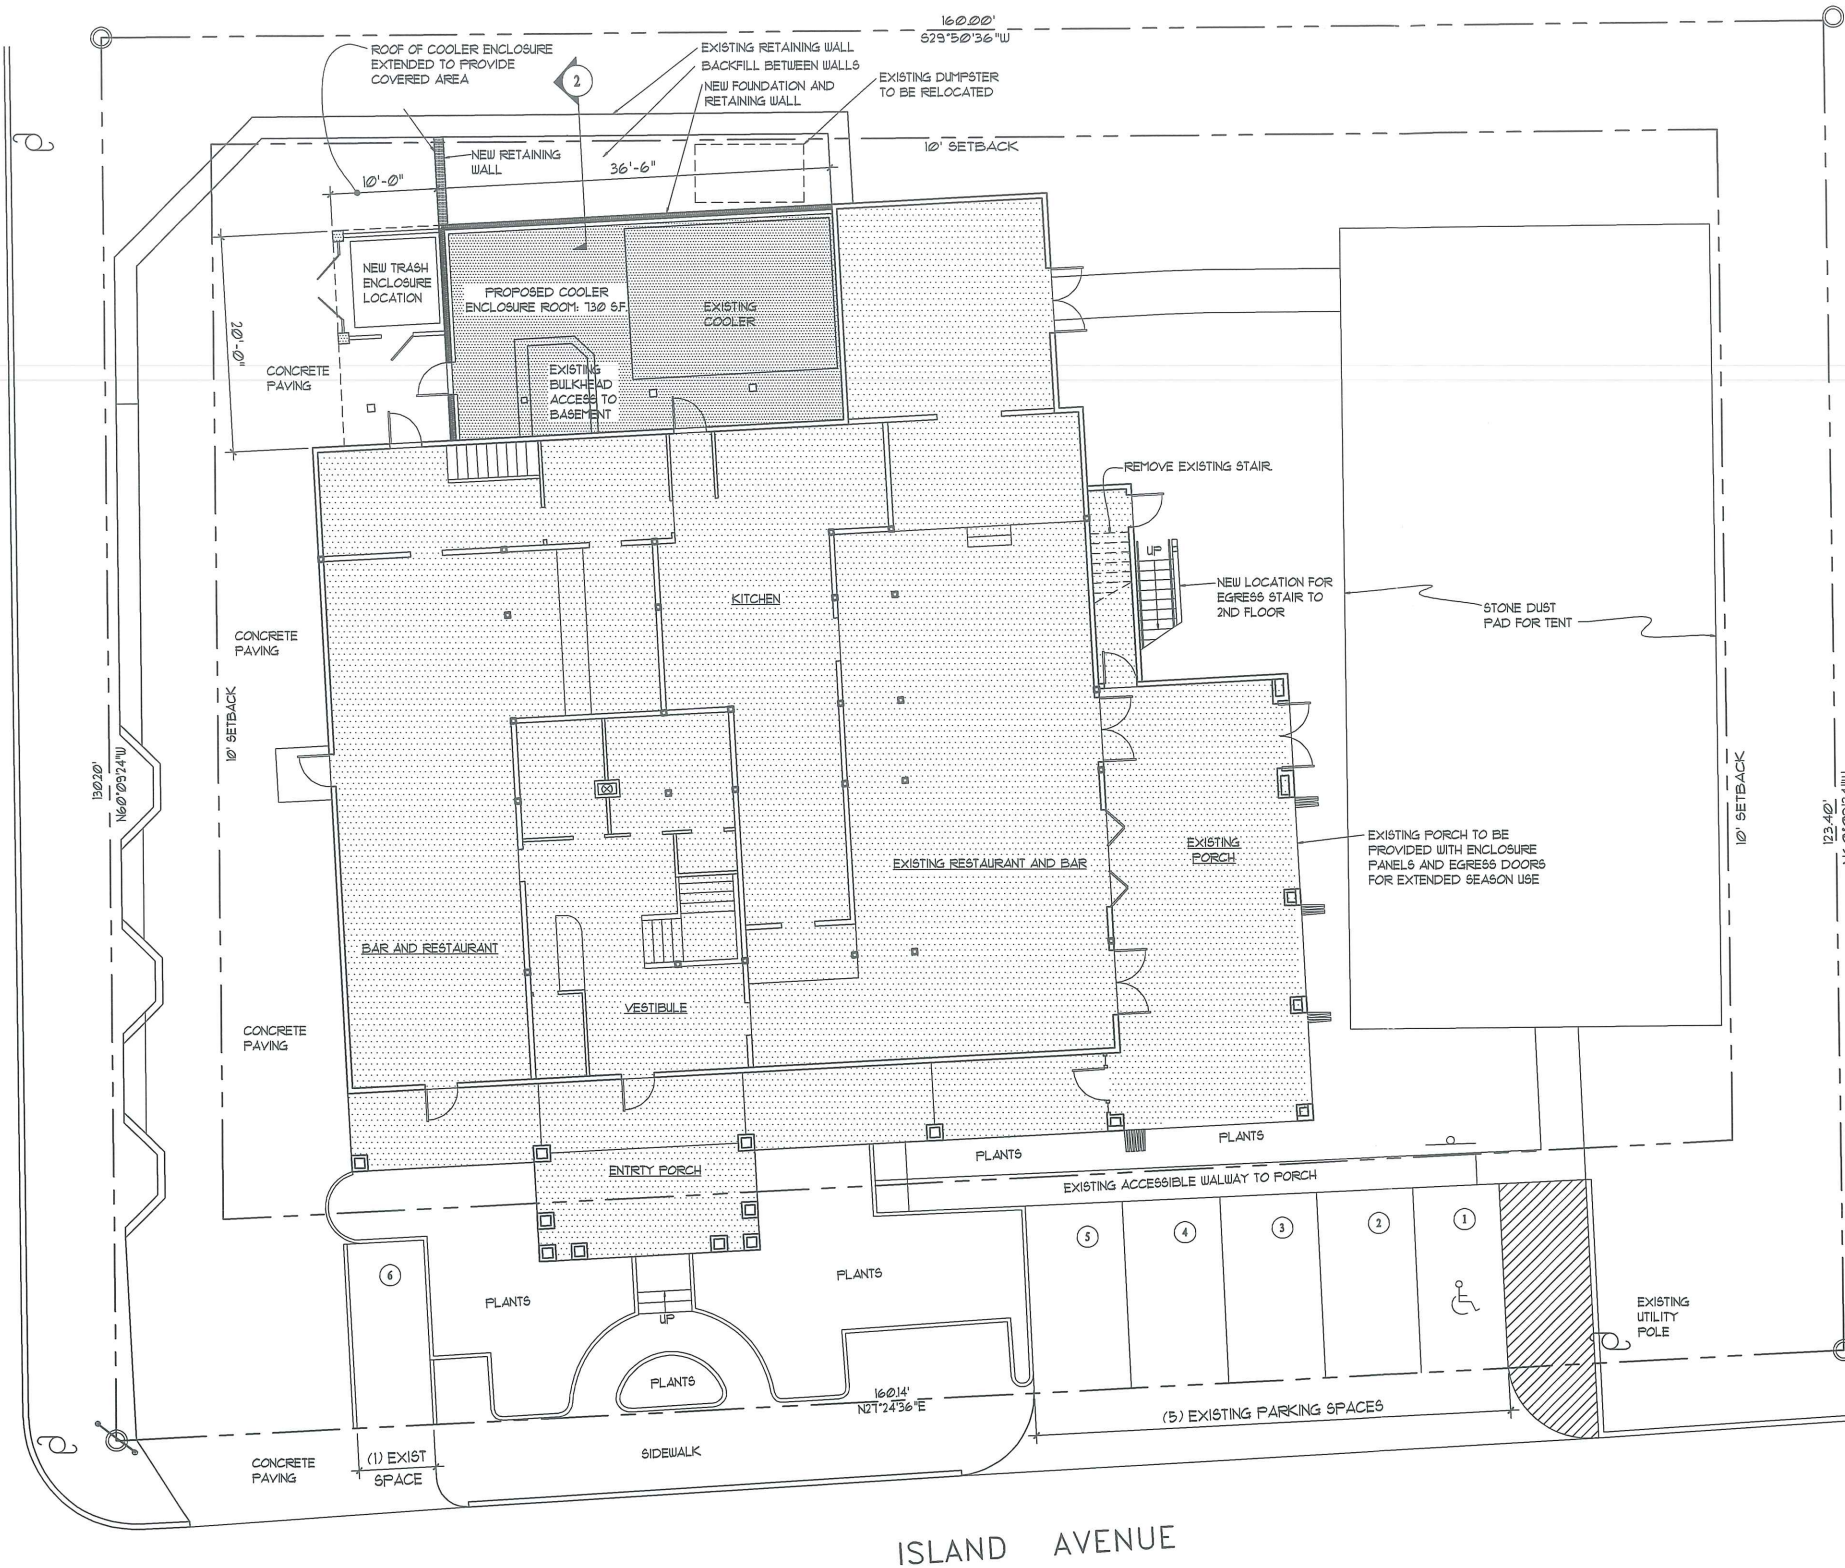 160.00'
S29°50'36"W
ROOF OF COOLER ENCLOSURE
EXTENDED TO PROVIDE
COVERED AREA
2
EXISTING RETAINING WALL
BACKFILL BETWEEN WALLS
NEW FOUNDATION AND
RETAINING WALL
EXISTING DUMPSTER
TO BE RELOCATED
10' SETBACK
NEW RETAINING
WALL
10'-0"
36'-6"
NEW TRASH
ENCLOSURE
LOCATION
PROPOSED COOLER
ENCLOSURE ROOM: 730 S.F.
EXISTING
COOLER
20'-0"
CONCRETE
PAVING
EXISTING
BULKHEAD
ACCESS TO
BASEMENT
REMOVE EXISTING STAIR
UP
NEW LOCATION FOR
EGRESS STAIR TO
2ND FLOOR
STONE DUST
PAD FOR TENT
KITCHEN
CONCRETE
PAVING
10' SETBACK
130.20'
N60°09'24"W
10' SETBACK
123.40'
EXISTING
PORCH
EXISTING PORCH TO BE
PROVIDED WITH ENCLOSURE
PANELS AND EGRESS DOORS
FOR EXTENDED SEASON USE
EXISTING RESTAURANT AND BAR
BAR AND RESTAURANT
VESTIBULE
CONCRETE
PAVING
PLANTS
PLANTS
ENTRTY PORCH
EXISTING ACCESSIBLE WALWAY TO PORCH
5
4
3
2
1
6
PLANTS
PLANTS
UP
PLANTS
EXISTING
UTILITY
POLE
160.14'
N27°24'36"E
(5) EXISTING PARKING SPACES
SIDEWALK
(1) EXIST
SPACE
CONCRETE
PAVING
ISLAND AVENUE